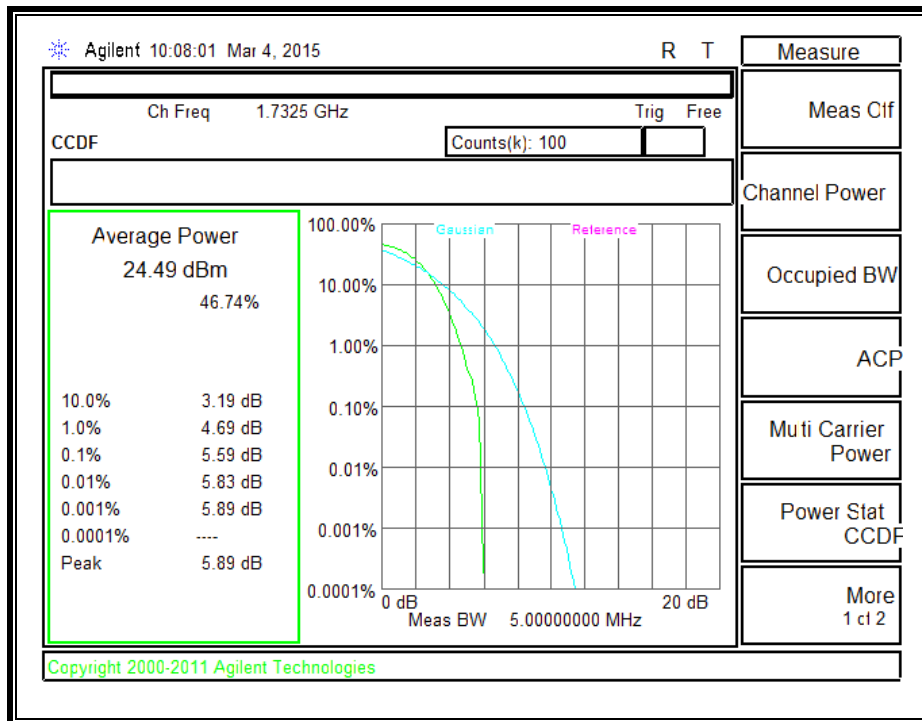 Agilent 10:08:01 Mar 4, 2015 R T
Ch Freq 1.7325 GHz Trig Free
CCDF Counts(k): 100
Average Power
24.49 dBm
46.74%
10.0% 3.19 dB
1.0% 4.69 dB
0.1% 5.59 dB
0.01% 5.83 dB
0.001% 5.89 dB
0.0001% ----
Peak 5.89 dB
Gaussian Reference
100.00%
10.00%
1.00%
0.10%
0.01%
0.001%
0.0001%
0 dB 20 dB
Meas BW 5.00000000 MHz
Measure
Meas Off
Channel Power
Occupied BW
ACP
Multi Carrier
Power
Power Stat
CCDF
More
1 of 2
Copyright 2000-2011 Agilent Technologies